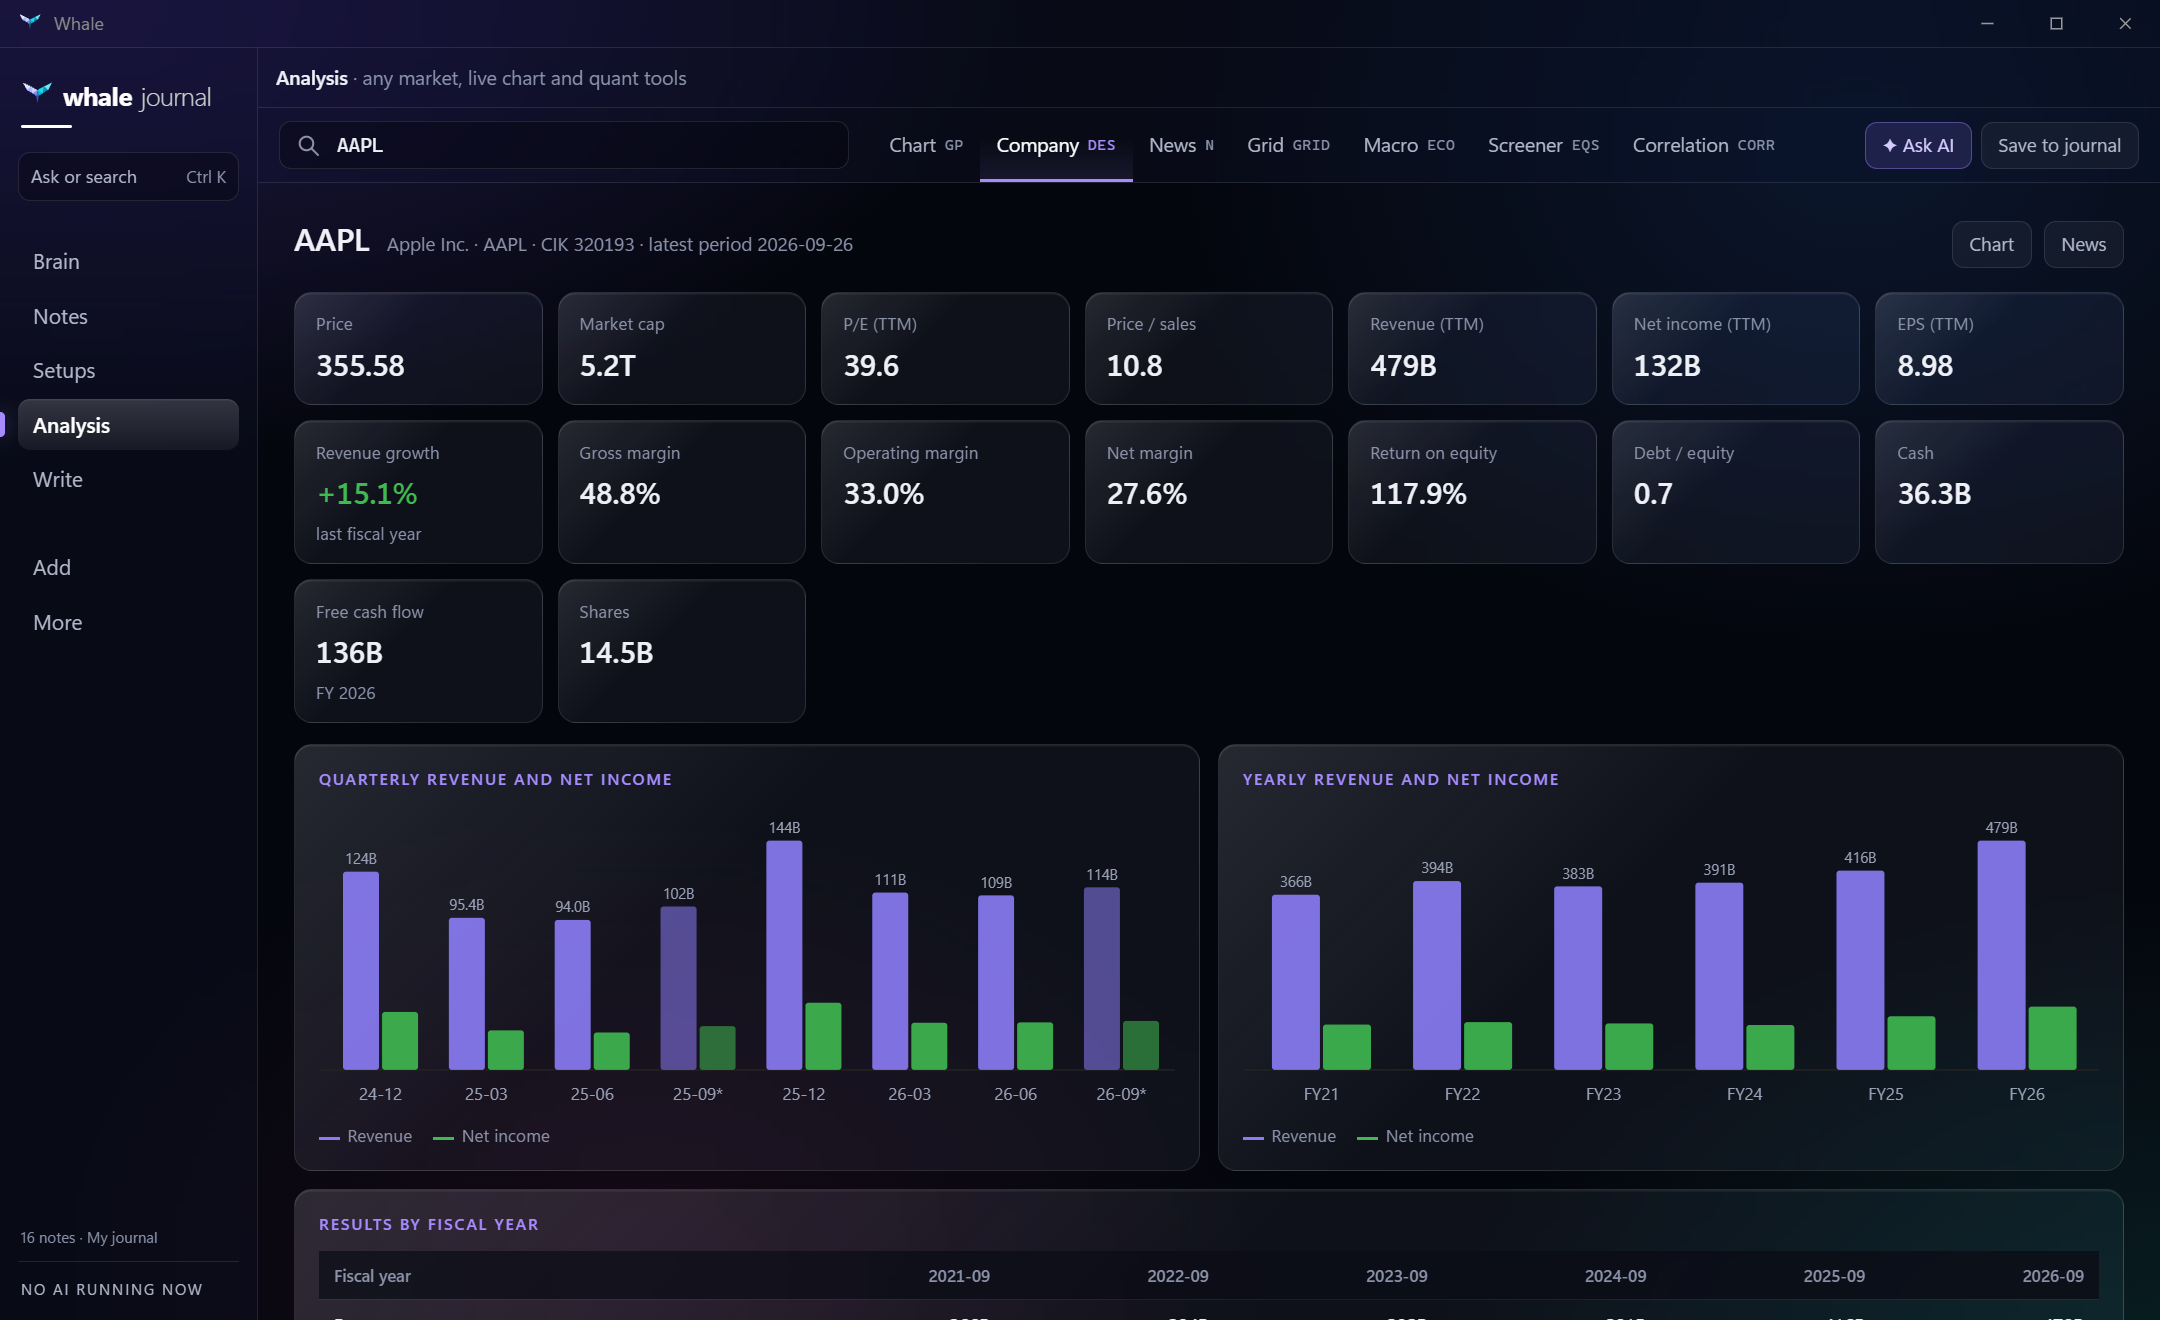 Whale
whale journal
Ask or search Ctrl K
Brain
Notes
Setups
Analysis
Write
Add
More
16 notes · My journal
NO AI RUNNING NOW
Analysis · any market, live chart and quant tools
AAPL
Chart GP Company DES News N Grid GRID Macro ECO Screener EQS Correlation CORR
✦ Ask AI Save to journal
AAPL Apple Inc. · AAPL · CIK 320193 · latest period 2026-09-26
Chart News
Price Market cap P/E (TTM) Price / sales Revenue (TTM) Net income (TTM) EPS (TTM)
355.58 5.2T 39.6 10.8 479B 132B 8.98
Revenue growth Gross margin Operating margin Net margin Return on equity Debt / equity Cash
+15.1% 48.8% 33.0% 27.6% 117.9% 0.7 36.3B
last fiscal year
Free cash flow Shares
136B 14.5B
FY 2026
QUARTERLY REVENUE AND NET INCOME
124B 95.4B 94.0B 102B 144B 111B 109B 114B
24-12 25-03 25-06 25-09* 25-12 26-03 26-06 26-09*
Revenue Net income
YEARLY REVENUE AND NET INCOME
366B 394B 383B 391B 416B 479B
FY21 FY22 FY23 FY24 FY25 FY26
Revenue Net income
RESULTS BY FISCAL YEAR
Fiscal year 2021-09 2022-09 2023-09 2024-09 2025-09 2026-09